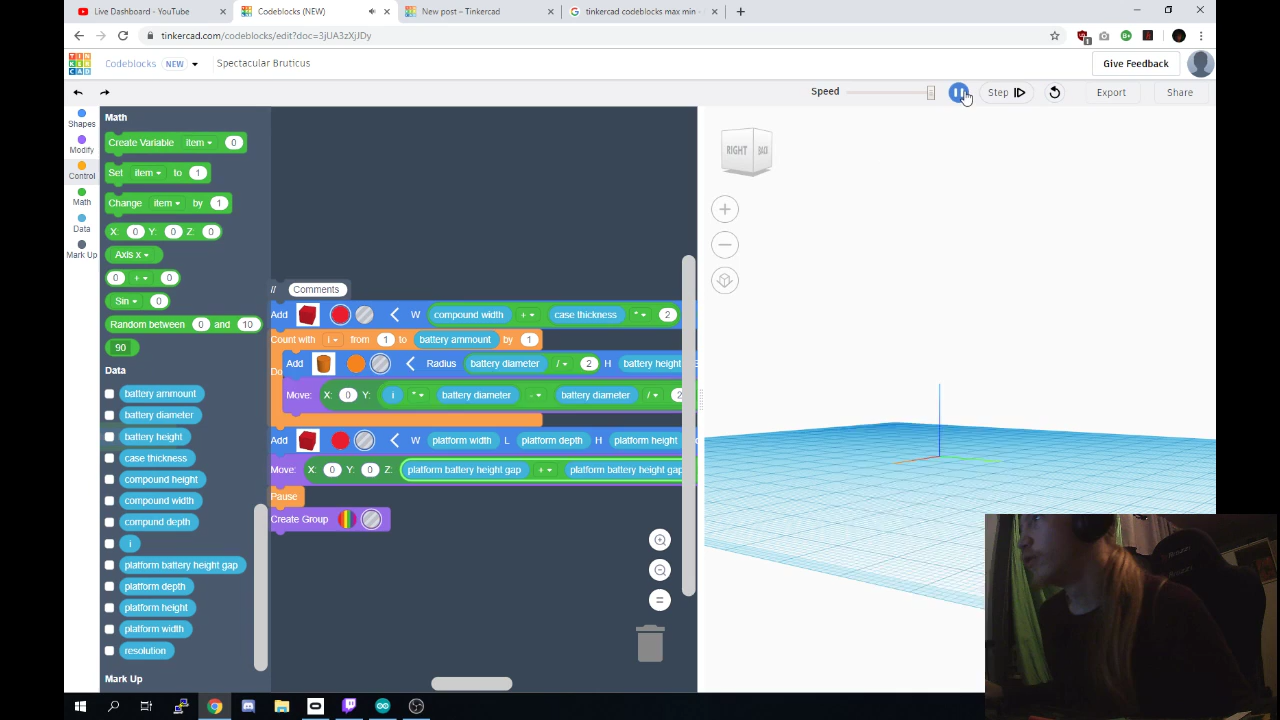 Live Dashboard - YouTube
Codeblocks (NEW)
New post – Tinkercad
tinkercad codeblocks max min -
tinkercad.com/codeblocks/edit?doc=3jUA3zXjJDy
TIN
KER
CAD
Codeblocks NEW
Spectacular Bruticus
Give Feedback
Speed
Step
Export
Share
Shapes
Modify
Control
Math
Data
Mark Up
Math
Create Variable item 0
Set item to 1
Change item by 1
X: 0 Y: 0 Z: 0
Axis x
0 + 0
Sin 0
Random between 0 and 10
90
Data
battery ammount
battery diameter
battery height
case thickness
compound height
compound width
compund depth
i
platform battery height gap
platform depth
platform height
platform width
resolution
Mark Up
// Comments
Add W compound width + case thickness * 2
Count with i from 1 to battery ammount by 1
Do
Add Radius battery diameter / 2 H battery height
Move: X: 0 Y: i * battery diameter - battery diameter / 2
Add W platform width L platform depth H platform height
Move: X: 0 Y: 0 Z: platform battery height gap + platform battery height gap
Pause
Create Group
RIGHT
BACK